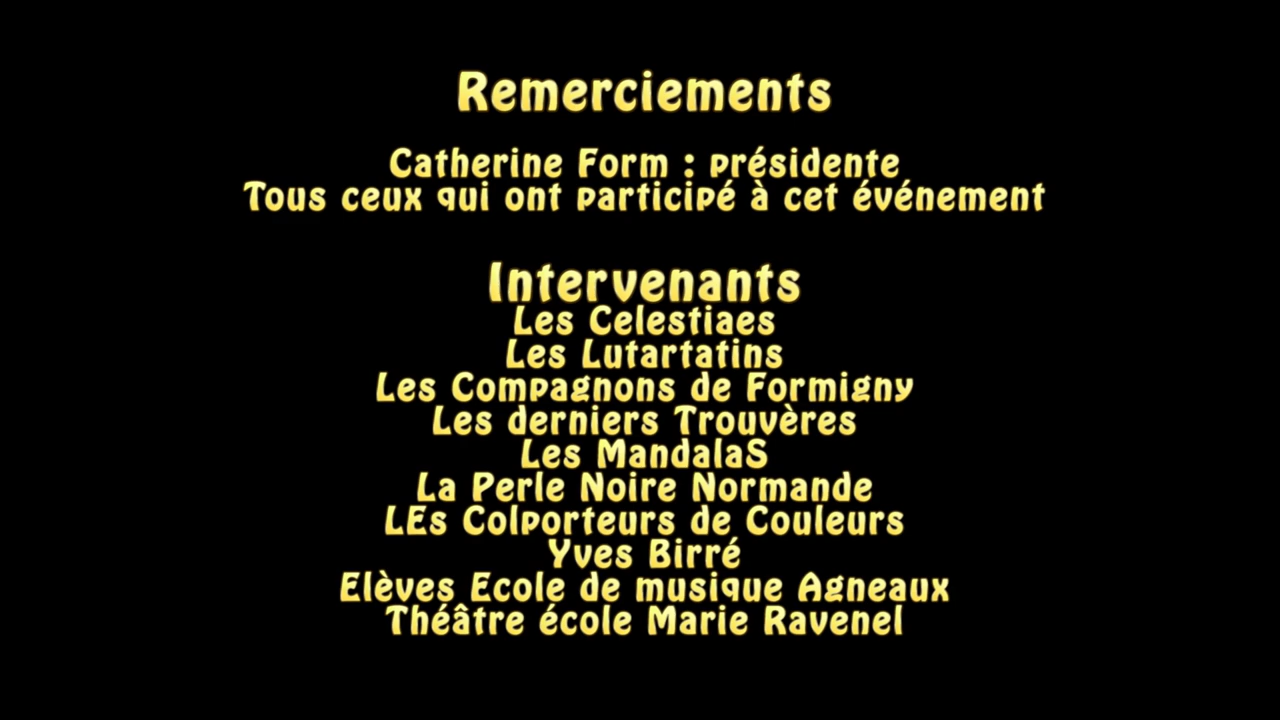 Remerciements
Catherine Form : présidente
Tous ceux qui ont participé à cet événement
Intervenants
Les Celestiaes
Les Lutartatins
Les Compagnons de Formigny
Les derniers Trouvères
Les MandalaS
La Perle Noire Normande
LEs Colporteurs de Couleurs
Yves Birré
Elèves Ecole de musique Agneaux
Théâtre école Marie Ravenel